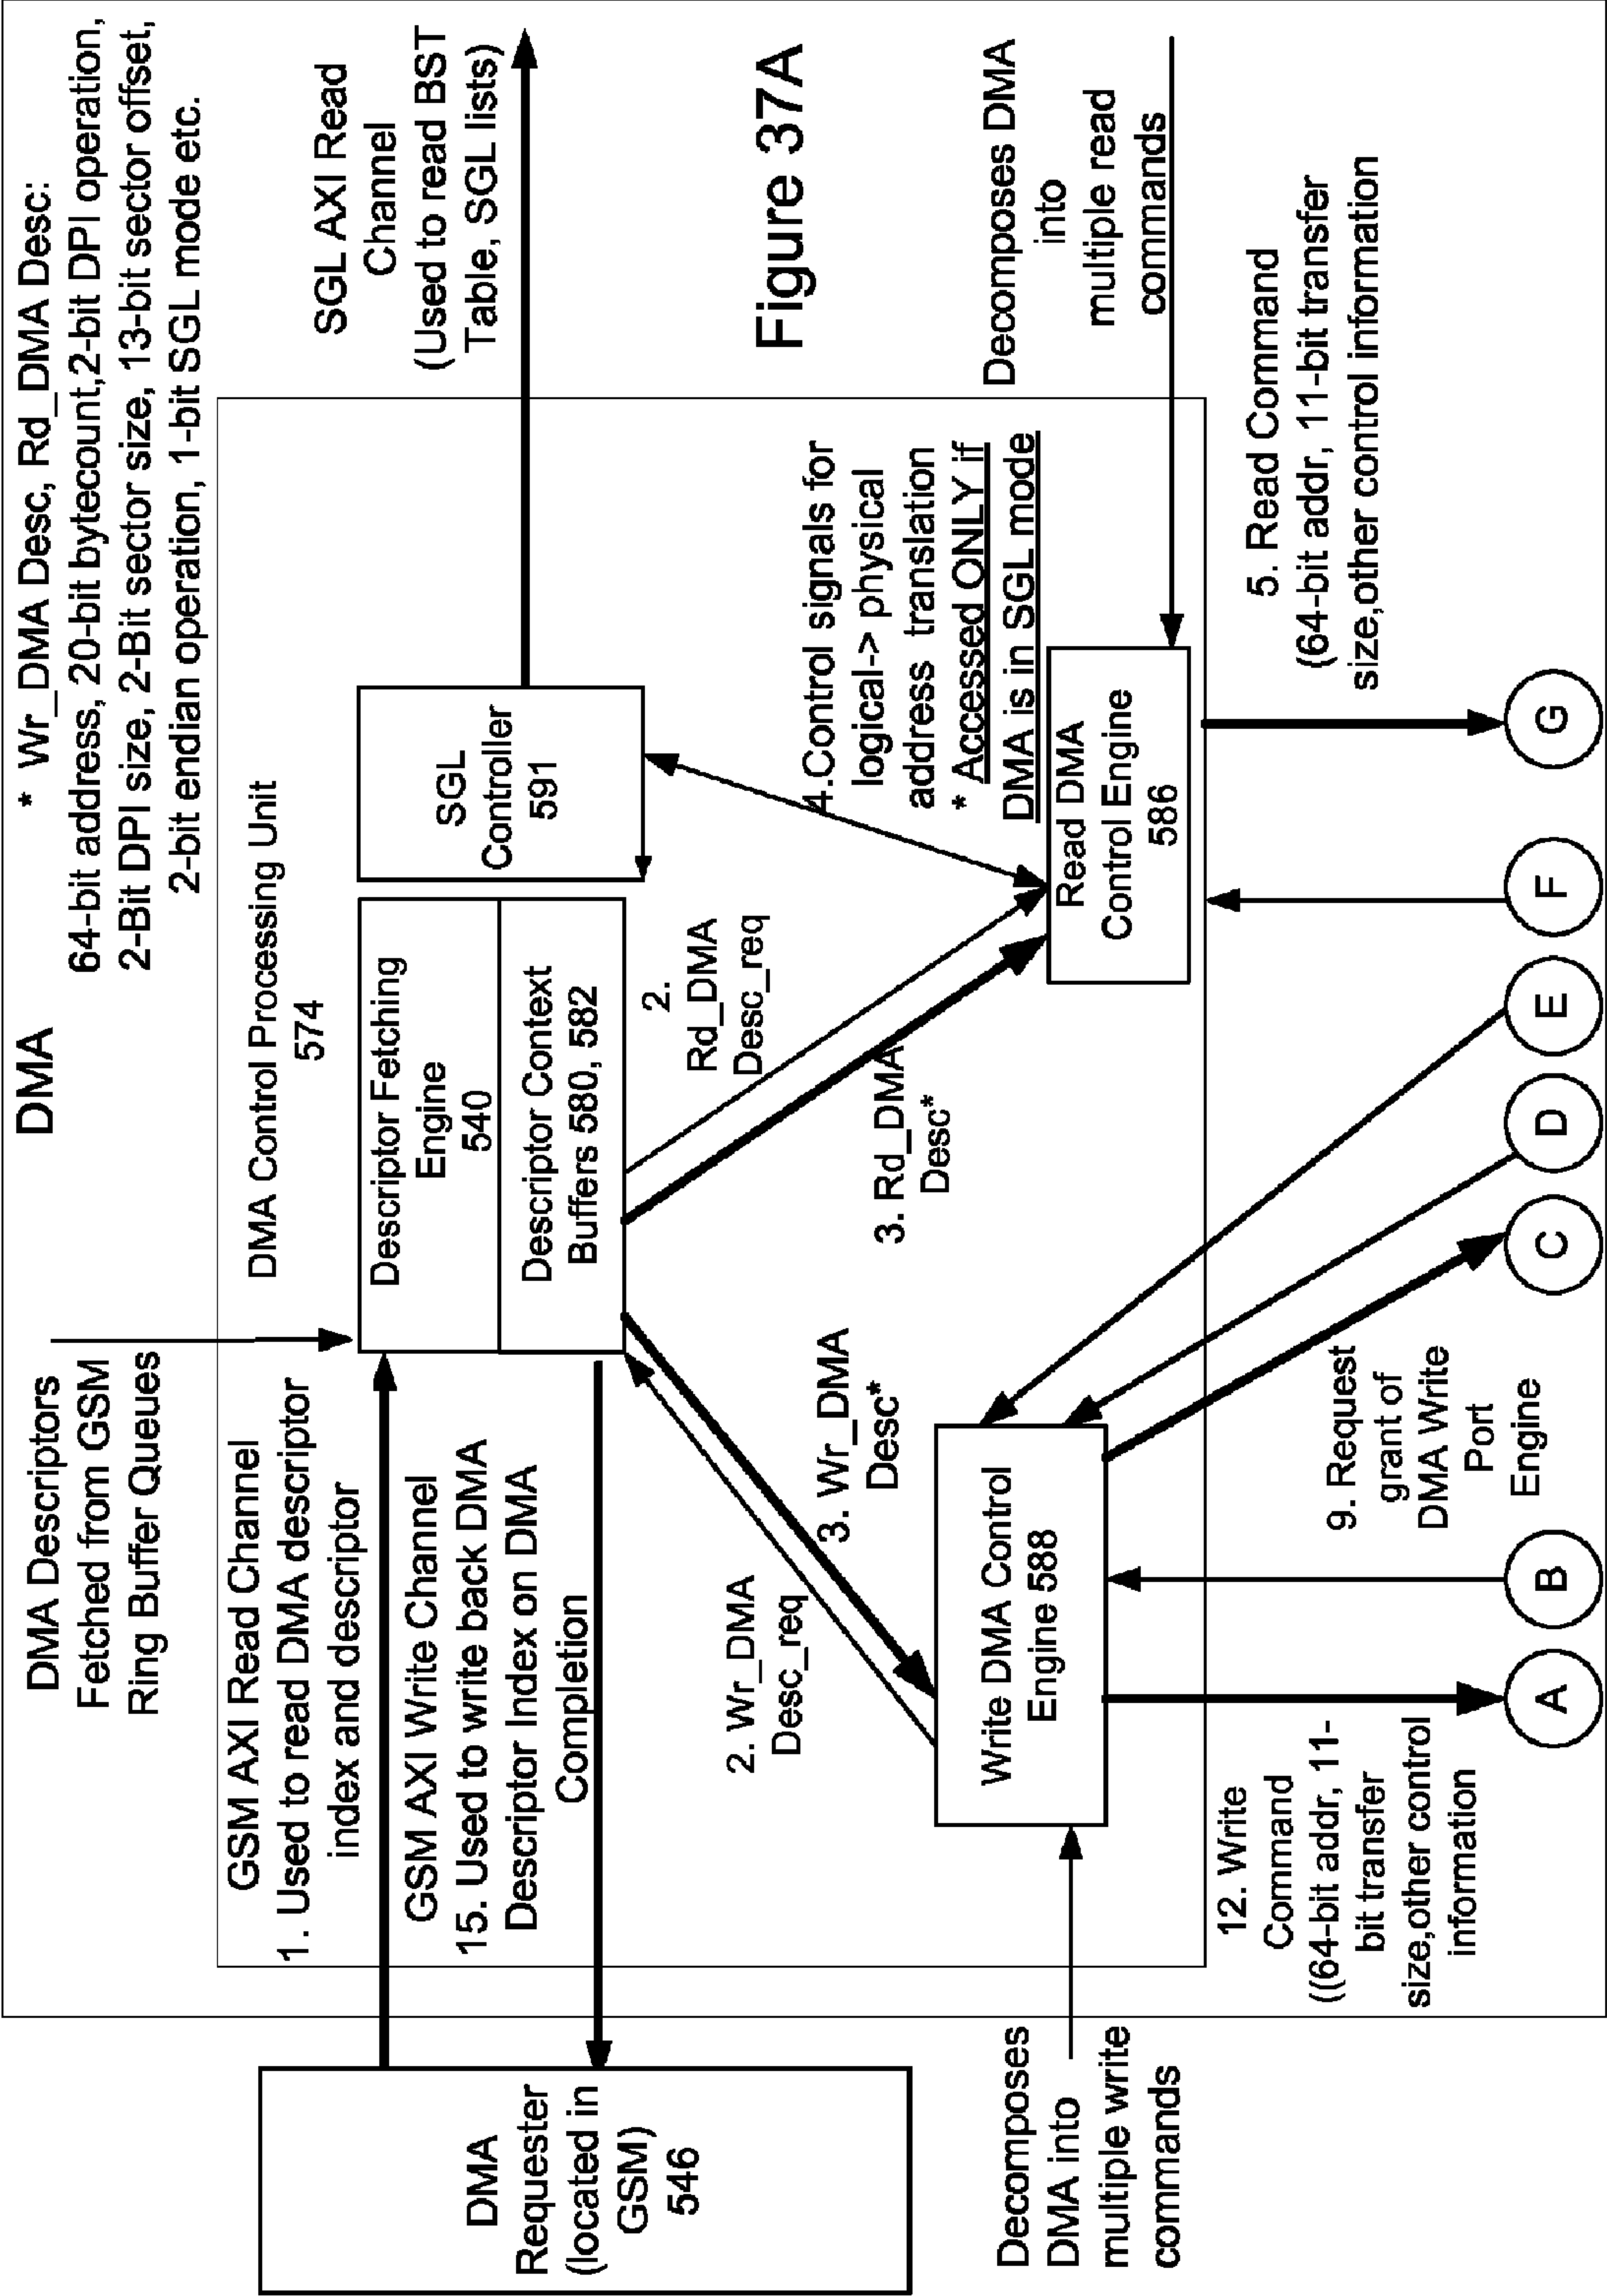 DMA
* Wr_DMA Desc, Rd_DMA Desc:
64-bit address, 20-bit bytecount,2-bit DPI operation,
2-Bit DPI size, 2-Bit sector size, 13-bit sector offset,
2-bit endian operation, 1-bit SGL mode etc.
DMA Descriptors
Fetched from GSM
Ring Buffer Queues
DMA Control Processing Unit
574
GSM AXI Read Channel
1. Used to read DMA descriptor
index and descriptor
GSM AXI Write Channel
15. Used to write back DMA
Descriptor Index on DMA
Completion
DMA
Requester
(located in
GSM)
546
Descriptor Fetching
Engine
540
Descriptor Context
Buffers 580, 582
SGL
Controller
591
SGL AXI Read
Channel
(Used to read BST
Table, SGL lists)
2. Wr_DMA
Desc_req
3. Wr_DMA
Desc*
2.
Rd_DMA
Desc_req
3. Rd_DMA
Desc*
4.Control signals for
logical-> physical
address translation
* Accessed ONLY if
DMA is in SGL mode
Figure 37A
Decomposes
DMA into
multiple write
commands
Write DMA Control
Engine 588
Read DMA
Control Engine
586
Decomposes DMA
into
multiple read
commands
12. Write
Command
((64-bit addr, 11-
bit transfer
size,other control
information
9. Request
grant of
DMA Write
Port
Engine
5. Read Command
(64-bit addr, 11-bit transfer
size,other control information
A
B
C
D
E
F
G